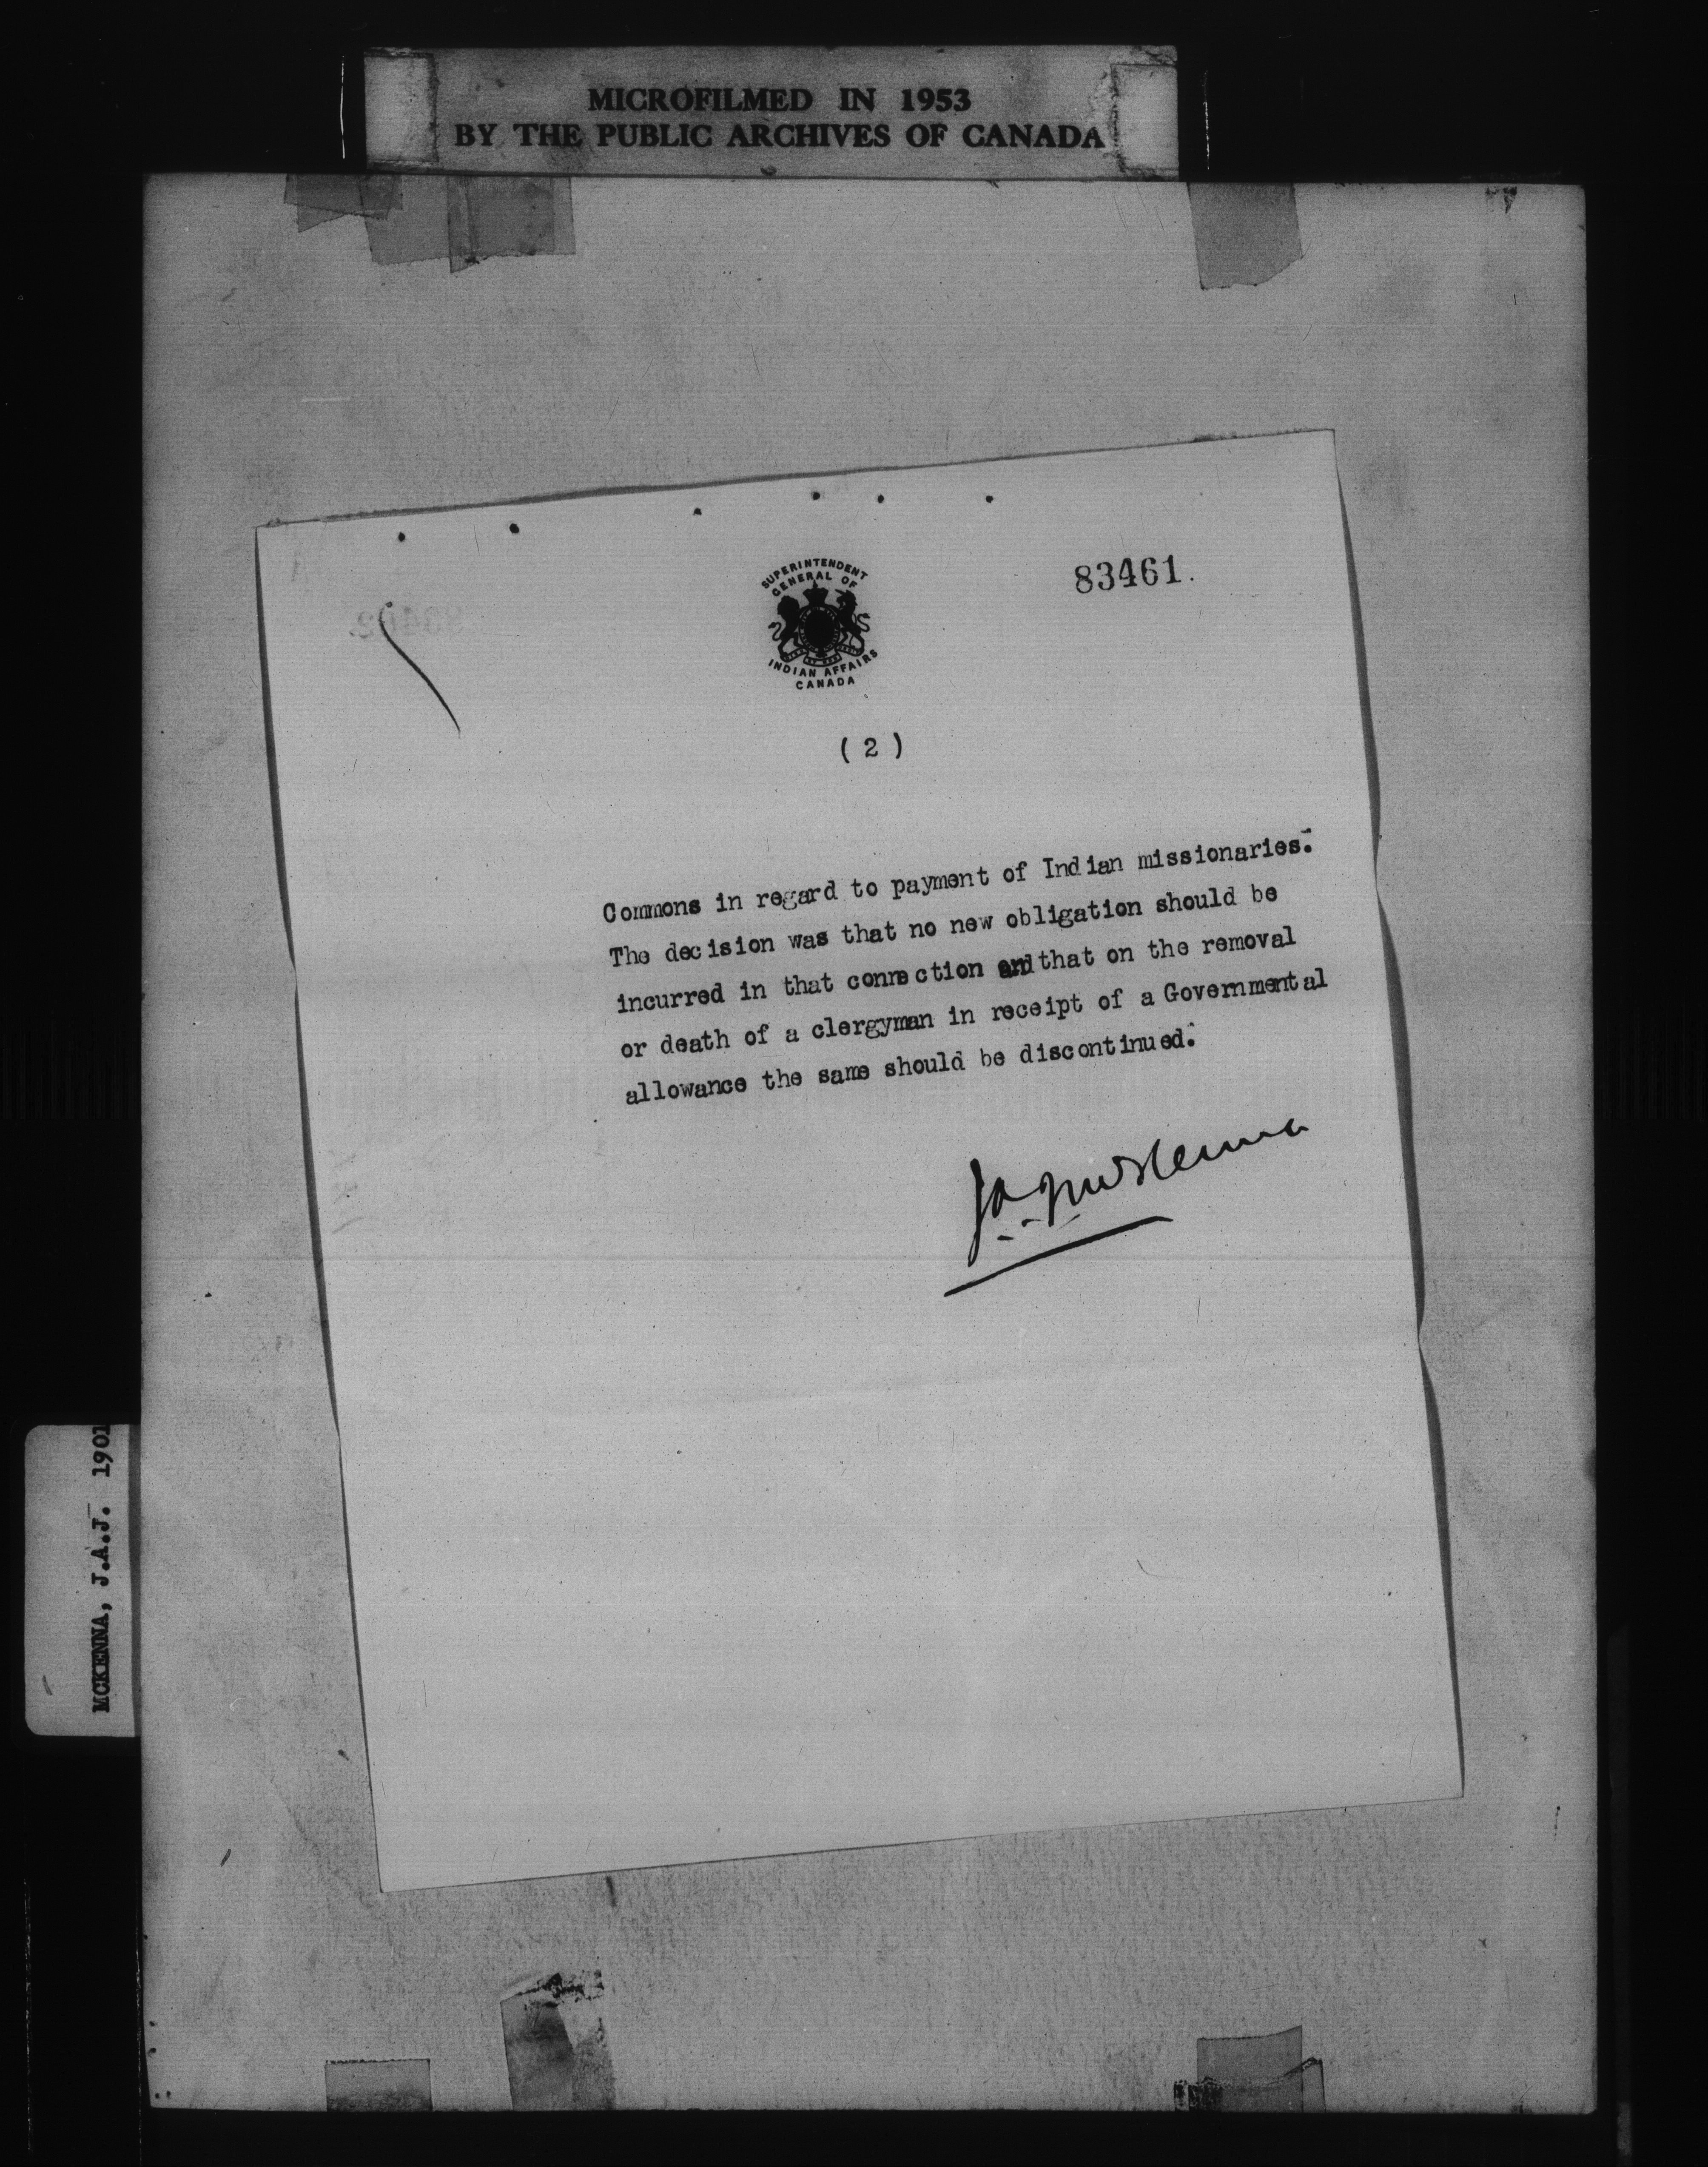 MICROFILMED IN 1953
BY THE PUBLIC ARCHIVES OF CANADA
SUPERINTENDENT
GENERAL OF
INDIAN AFFAIRS
CANADA
83461.
( 2 )
Commons in regard to payment of Indian missionaries.
The decision was that no new obligation should be
incurred in that connection and that on the removal
or death of a clergyman in receipt of a Governmental
allowance the same should be discontinued.
J.A.J. McKenna
MCKENNA, J.A.J. 1901